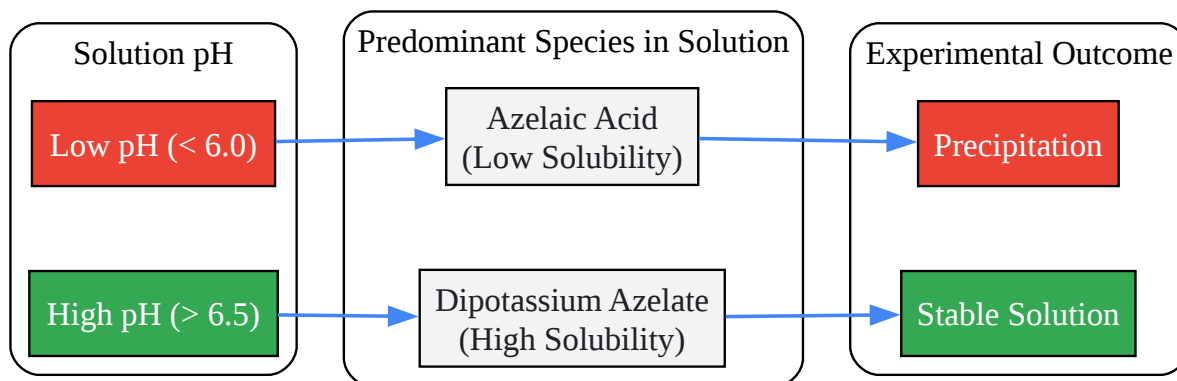 Solution pH
Low pH (< 6.0)
High pH (> 6.5)
Predominant Species in Solution
Azelaic Acid
(Low Solubility)
Dipotassium Azelate
(High Solubility)
Experimental Outcome
Precipitation
Stable Solution